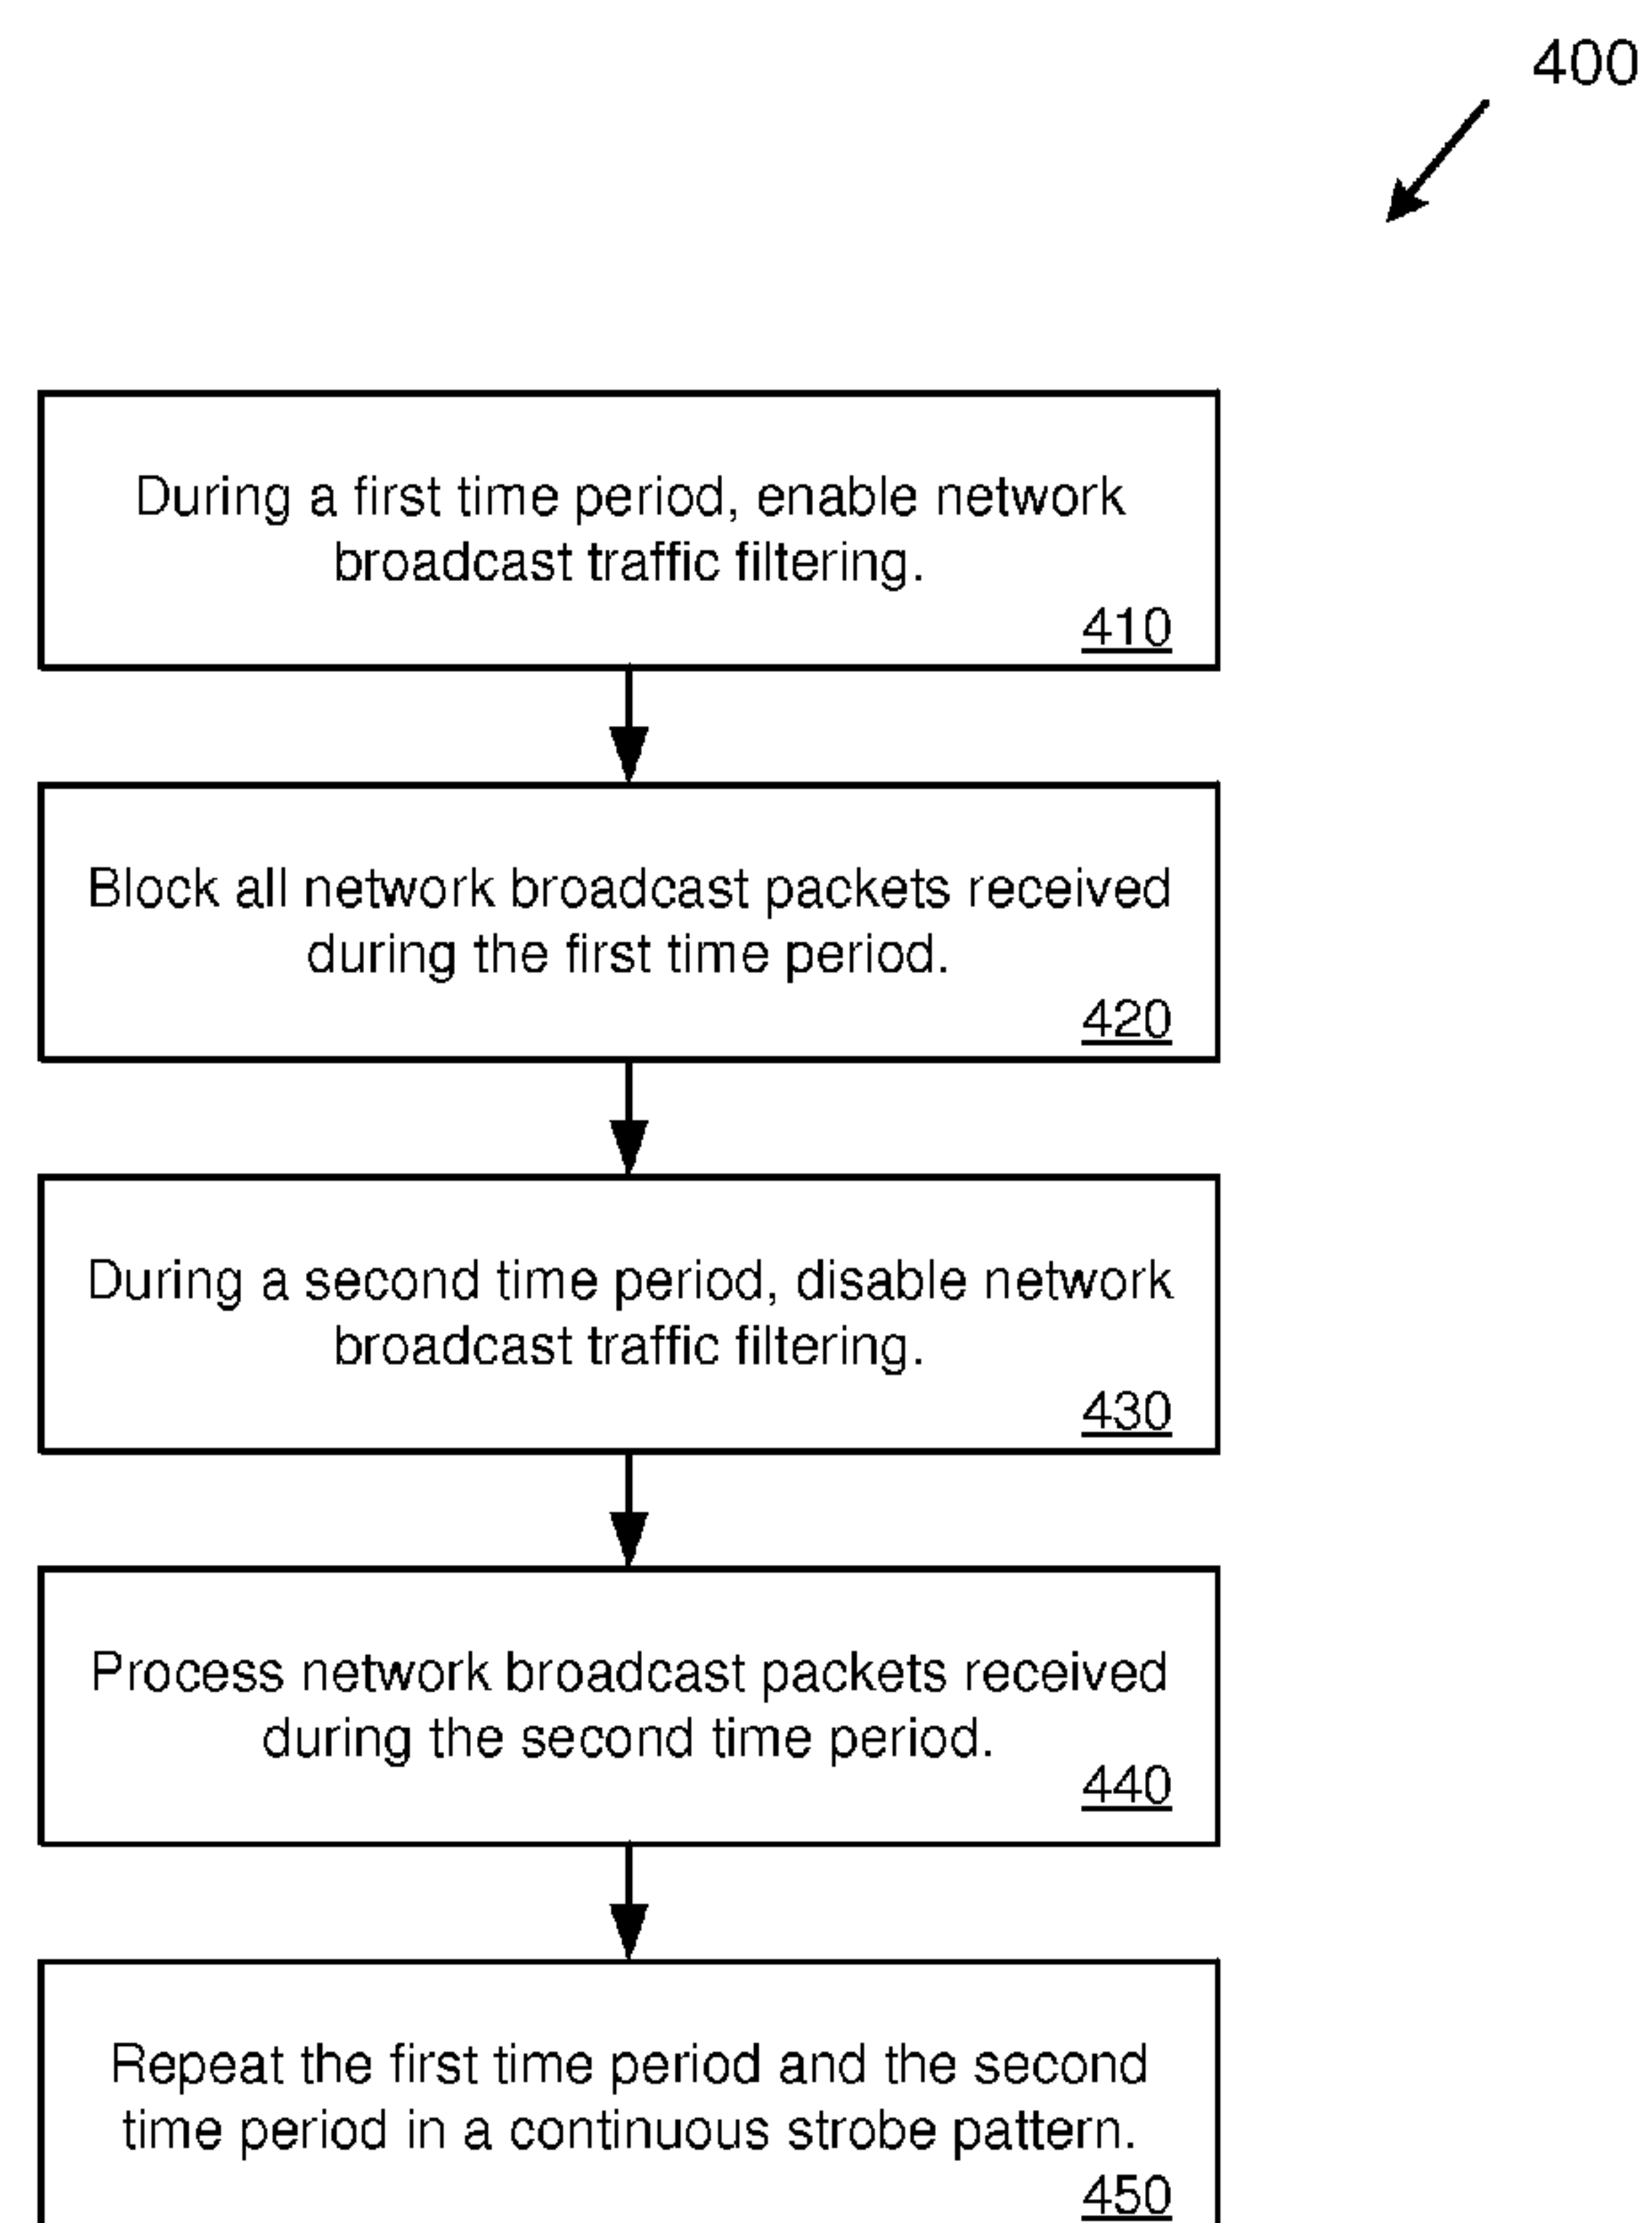 400
During a first time period, enable network
broadcast traffic filtering.
410
Block all network broadcast packets received
during the first time period.
420
During a second time period, disable network
broadcast traffic filtering.
430
Process network broadcast packets received
during the second time period.
440
Repeat the first time period and the second
time period in a continuous strobe pattern.
450